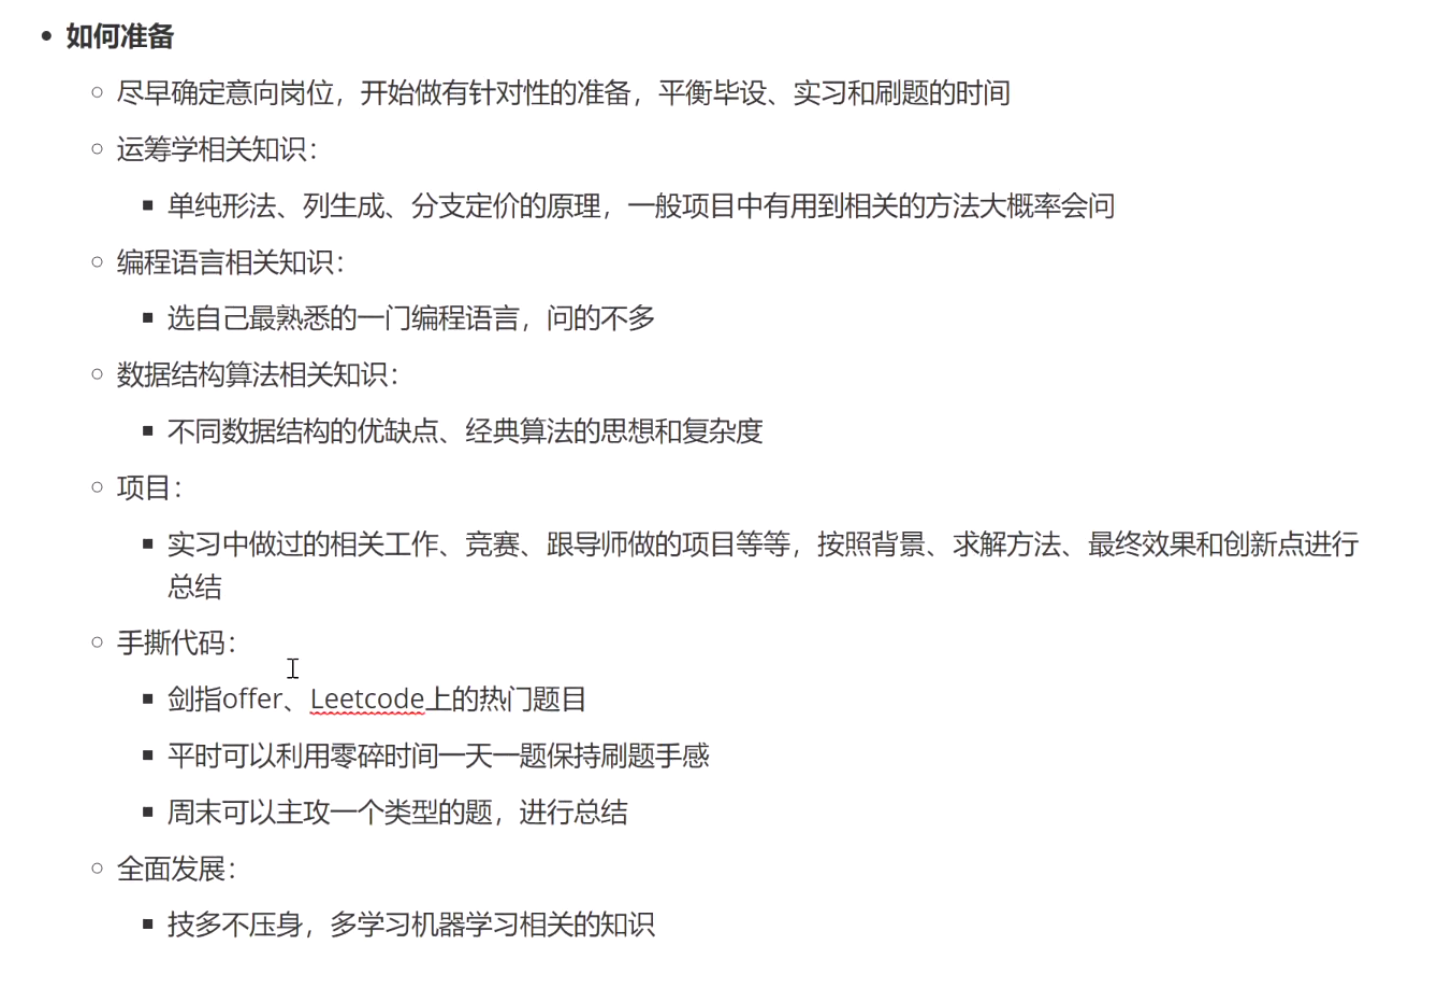 如何准备
尽早确定意向岗位，开始做有针对性的准备，平衡毕设、实习和刷题的时间
运筹学相关知识：
单纯形法、列生成、分支定价的原理，一般项目中有用到相关的方法大概率会问
编程语言相关知识：
选自己最熟悉的一门编程语言，问的不多
数据结构算法相关知识：
不同数据结构的优缺点、经典算法的思想和复杂度
项目：
实习中做过的相关工作、竞赛、跟导师做的项目等等，按照背景、求解方法、最终效果和创新点进行
总结
手撕代码：
剑指offer、Leetcode上的热门题目
平时可以利用零碎时间一天一题保持刷题手感
周末可以主攻一个类型的题，进行总结
全面发展：
技多不压身，多学习机器学习相关的知识